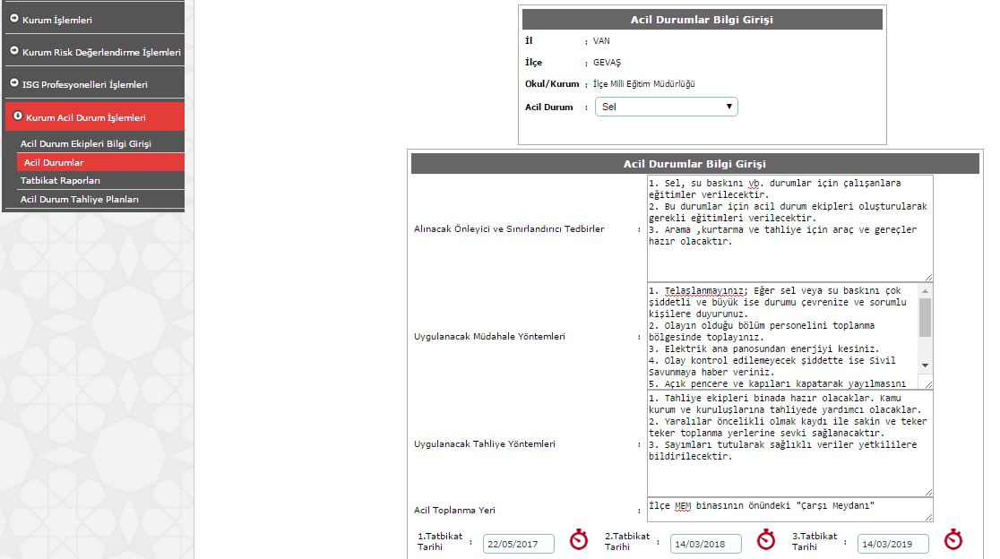 Kurum İşlemleri
Kurum Risk Değerlendirme İşlemleri
ISG Profesyonelleri İşlemleri
Kurum Acil Durum İşlemleri
Acil Durum Ekipleri Bilgi Girişi
Acil Durumlar
Tatbikat Raporları
Acil Durum Tahliye Planları
Acil Durumlar Bilgi Girişi
İl : VAN
İlçe : GEVAŞ
Okul/Kurum : İlçe Milli Eğitim Müdürlüğü
Acil Durum : Sel
Acil Durumlar Bilgi Girişi
Alınacak Önleyici ve Sınırlandırıcı Tedbirler :
1. Sel, su baskını vb. durumlar için çalışanlara
eğitimler verilecektir.
2. Bu durumlar için acil durum ekipleri oluşturularak
gerekli eğitimleri verilecektir.
3. Arama ,kurtarma ve tahliye için araç ve gereçler
hazır olacaktır.
Uygulanacak Müdahale Yöntemleri :
1. Telaşlanmayınız; Eğer sel veya su baskını çok
şiddetli ve büyük ise durumu çevrenize ve sorumlu
kişilere duyurunuz.
2. Olayın olduğu bölüm personelini toplanma
bölgesinde toplayınız.
3. Elektrik ana panosundan enerjiyi kesiniz.
4. Olay kontrol edilemeyecek şiddette ise Sivil
Savunmaya haber veriniz.
5. Açık pencere ve kapıları kapatarak yayılmasını
Uygulanacak Tahliye Yöntemleri :
1. Tahliye ekipleri binada hazır olacaklar. Kamu
kurum ve kuruluşlarına tahliyede yardımcı olacaklar.
2. Yaralılar öncelikli olmak kaydı ile sakin ve teker
teker toplanma yerlerine sevki sağlanacaktır.
3. Sayımları tutularak sağlıklı veriler yetkililere
bildirilecektir.
Acil Toplanma Yeri :
İlçe MEM binasının önündeki "Çarşı Meydanı"
1.Tatbikat
Tarihi : 22/05/2017
2.Tatbikat
Tarihi : 14/03/2018
3.Tatbikat
Tarihi : 14/03/2019